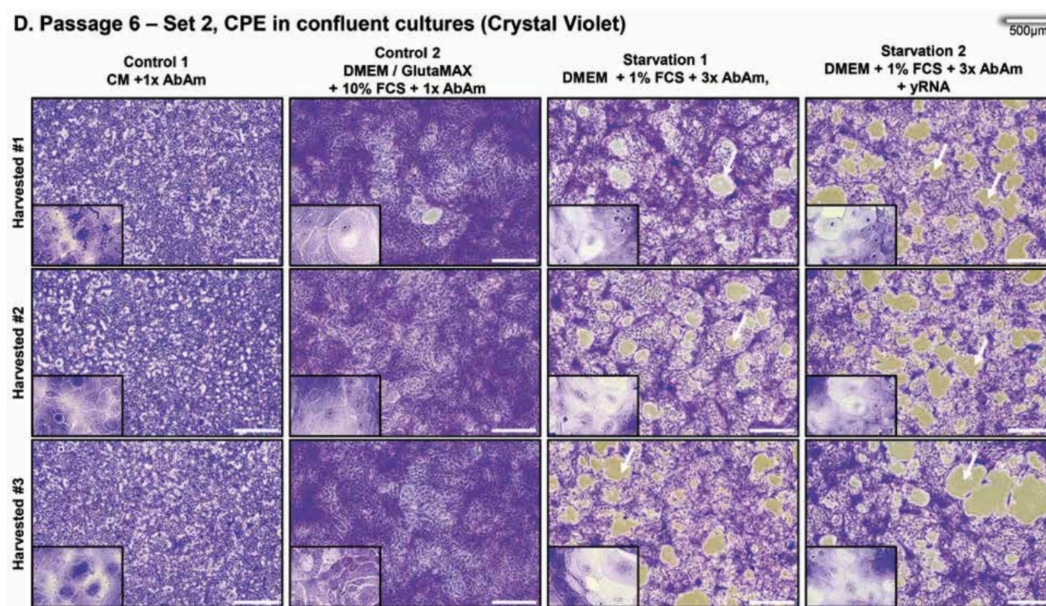 D. Passage 6 – Set 2, CPE in confluent cultures (Crystal Violet)
500µm
Control 1
CM +1x AbAm
Control 2
DMEM / GlutaMAX
+ 10% FCS + 1x AbAm
Starvation 1
DMEM + 1% FCS + 3x AbAm,
Starvation 2
DMEM + 1% FCS + 3x AbAm
+ yRNA
Harvested #1
Harvested #2
Harvested #3